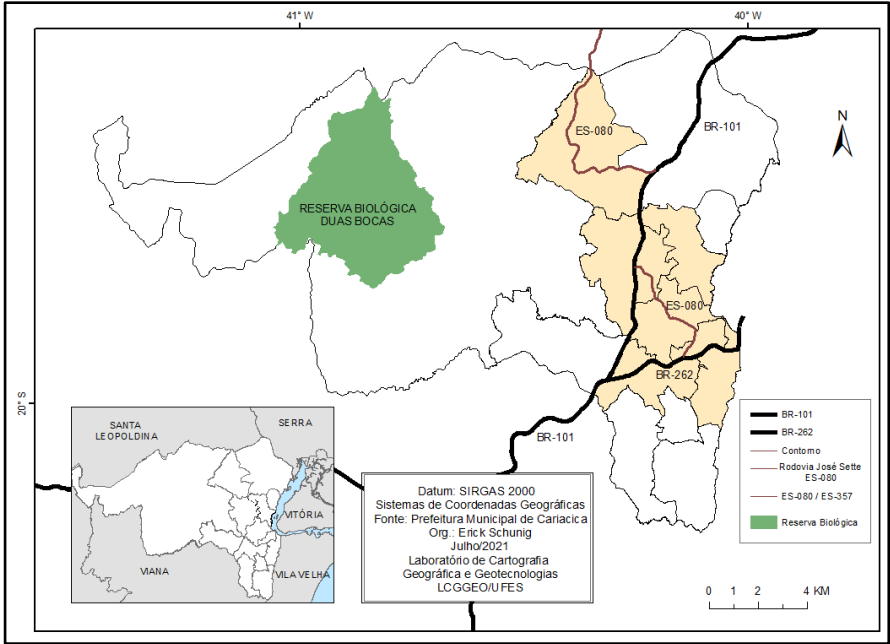 41° W
40° W
N
ES-080
BR-101
RESERVA BIOLÓGICA
DUAS BOCAS
ES-080
BR-262
20° S
BR-101
SANTA
LEOPOLDINA
SERRA
VITÓRIA
VIANA
VILA VELHA
Datum: SIRGAS 2000
Sistemas de Coordenadas Geográficas
Fonte: Prefeitura Municipal de Cariacica
Org.: Erick Schunig
Julho/2021
Laboratório de Cartografia
Geográfica e Geotecnologias
LCGGEO/UFES
BR-101
BR-262
Contorno
Rodovia José Sette
ES-080
ES-080 / ES-357
Reserva Biológica
0 1 2 4 KM